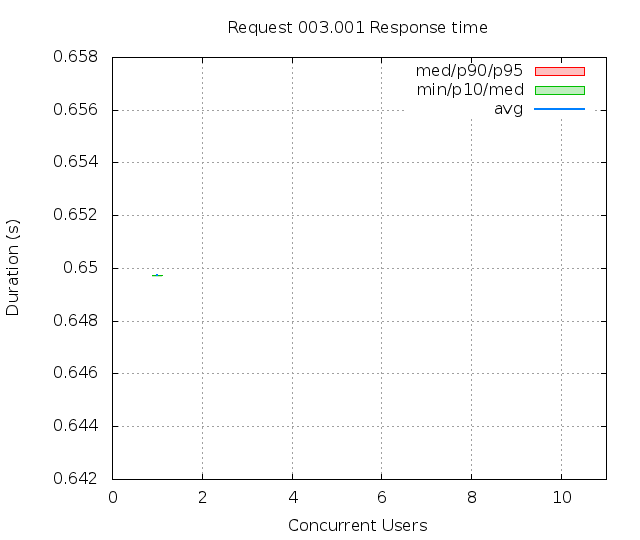 Request 003.001 Response time
0.658
0.656
0.654
0.652
0.65
0.648
0.646
0.644
0.642
Duration (s)
med/p90/p95
min/p10/med
avg
0 2 4 6 8 10
Concurrent Users